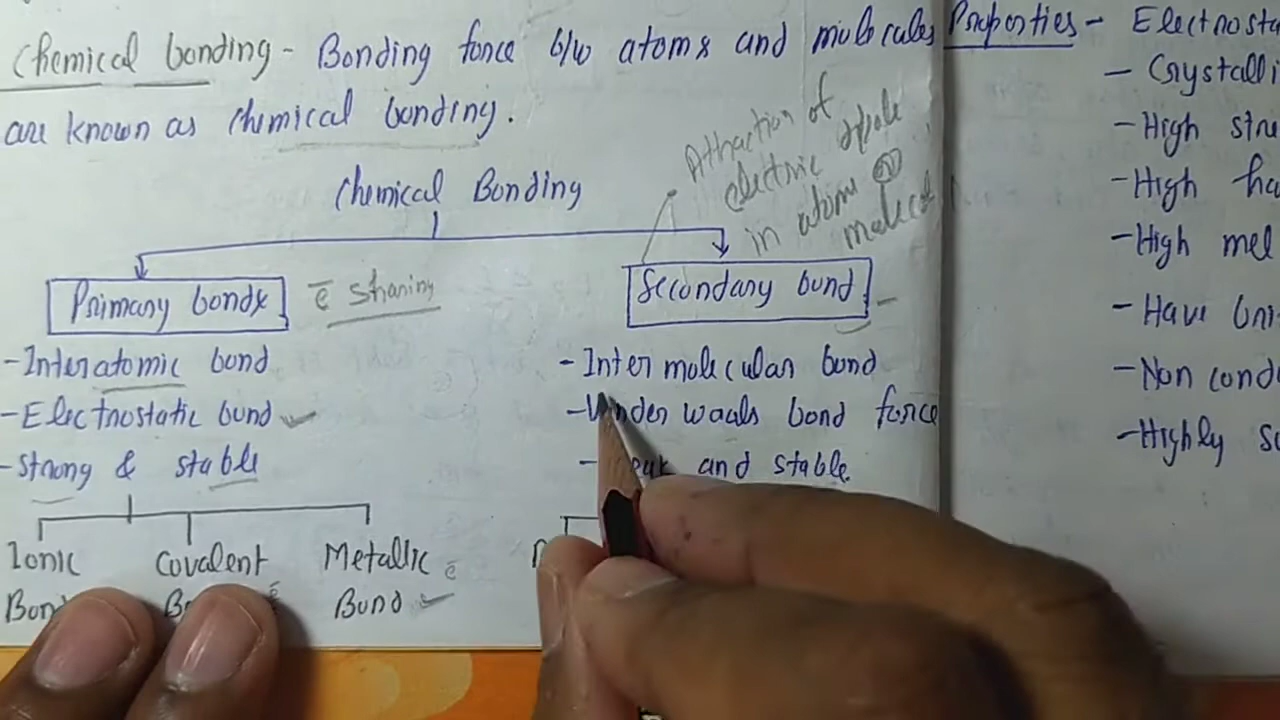 Chemical bonding - Bonding force b/w atoms and molecules
are known as Chemical bonding.
Chemical Bonding
Attraction of
electric dipole
in atoms or
molecul
Primary bonds
ē sharing
Secondary bond
- Interatomic bond
- Electrostatic bond
- Strong & stable
Ionic
Covalent
Metallic ē
Bond
- Inter molecular bond
- Vander waals bond force
and stable
Properties - Electrosta
- Crystalli
- High stre
- High ha
- High mel
- Have Uni
- Non cond
- Highly so